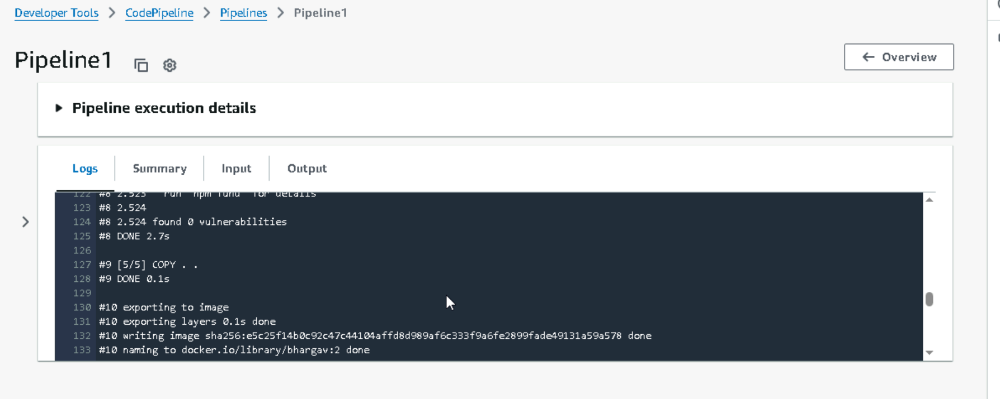 Developer Tools > CodePipeline > Pipelines > Pipeline1
Pipeline1
← Overview
Pipeline execution details
Logs Summary Input Output
122 #8 2.523 run `npm fund` for details
123 #8 2.524
124 #8 2.524 found 0 vulnerabilities
125 #8 DONE 2.7s
126
127 #9 [5/5] COPY . .
128 #9 DONE 0.1s
129
130 #10 exporting to image
131 #10 exporting layers 0.1s done
132 #10 writing image sha256:e5c25f14b0c92c47c44104affd8d989af6c333f9a6fe2899fade49131a59a578 done
133 #10 naming to docker.io/library/bhargav:2 done